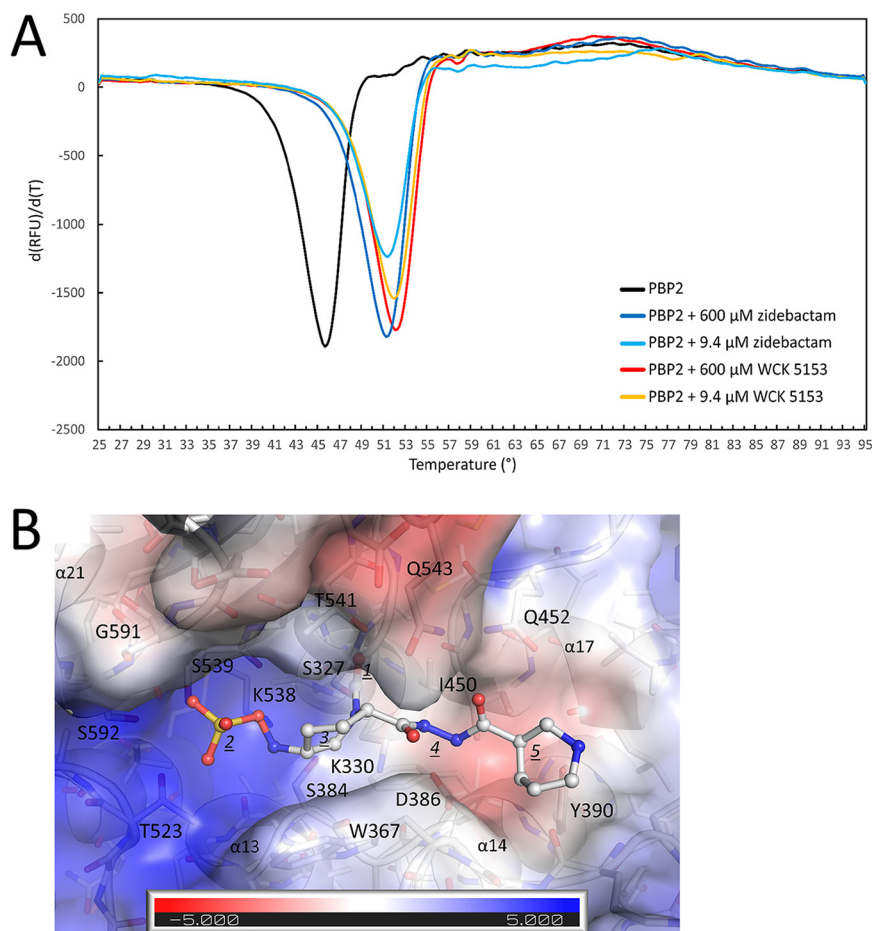 A
500
0
-500
-1000
-1500
-2000
-2500
d(RFU)/d(T)
PBP2
PBP2 + 600 µM zidebactam
PBP2 + 9.4 µM zidebactam
PBP2 + 600 µM WCK 5153
PBP2 + 9.4 µM WCK 5153
25 27 29 31 33 35 37 39 41 43 45 47 49 51 53 55 57 59 61 63 65 67 69 71 73 75 77 79 81 83 85 87 89 91 93 95
Temperature (°)
B
α21
Q543
T541
Q452
G591
α17
S539
S327
1
K538
I450
S592
2
3
4
5
K330
S384
D386
Y390
T523
W367
α13
α14
-5.000 5.000